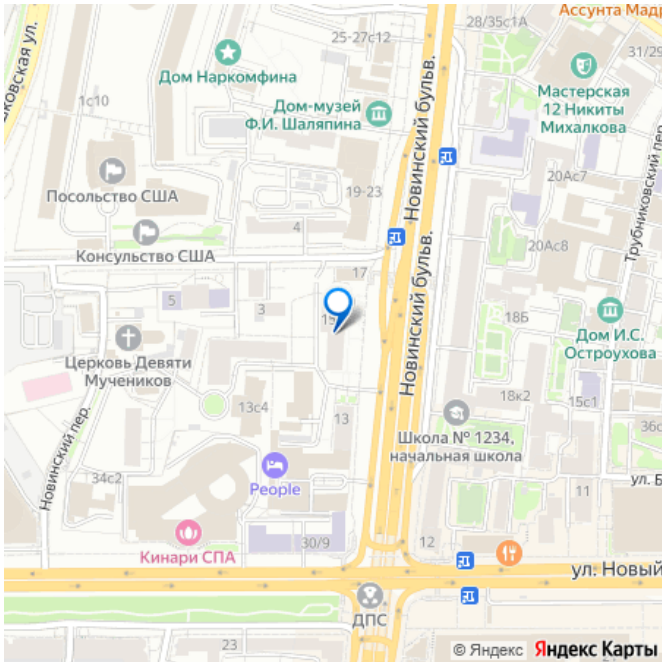 28/35с1А
Ассунта Мадр
25-27с12
Новинский бульв.
31/29
Дом Наркомфина
Дом-музей
Ф.И. Шаляпина
Мастерская
12 Никиты
Михалкова
1с10
Посольство США
19-23
20Ас7
Трубниковский пер.
4
20Ас8
Консульство США
17
5
3
18Б
Новинский бульв.
Дом И.С.
Остроухова
Церковь Девяти
Мучеников
18к2
15с1
13с4
13
36с
Новинский пер.
Школа № 1234,
начальная школа
34с2
People
ул. Б
11
Кинари СПА
30/9
12
ул. Новый
ДПС
23
© Яндекс Яндекс Карты